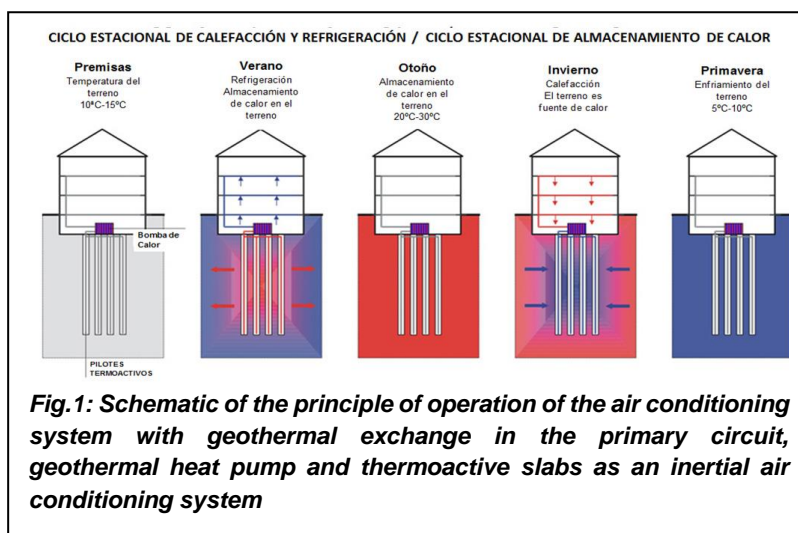 CICLO ESTACIONAL DE CALEFACCIÓN Y REFRIGERACIÓN / CICLO ESTACIONAL DE ALMACENAMIENTO DE CALOR
Premisas
Temperatura del
terreno
10ºC-15ºC
Verano
Refrigeración
Almacenamiento
de calor en el
terreno
Otoño
Almacenamiento
de calor en el
terreno
20ºC-30ºC
Invierno
Calefacción
El terreno es
fuente de calor
Primavera
Enfriamiento del
terreno
5ºC-10ºC
Bomba de
Calor
PILOTES
TERMOACTIVOS
Fig.1: Schematic of the principle of operation of the air conditioning
system with geothermal exchange in the primary circuit,
geothermal heat pump and thermoactive slabs as an inertial air
conditioning system